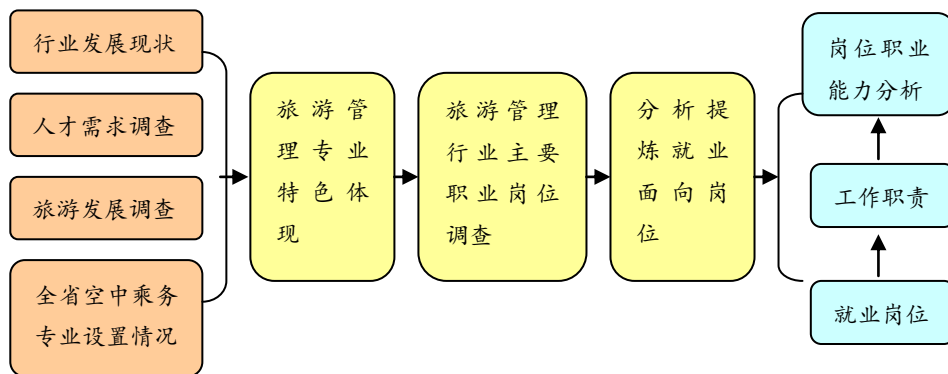 行业发展现状
人才需求调查
旅游发展调查
全省空中乘务
专业设置情况
旅游管
理专业
特色体
现
旅游管理
行业主要
职业岗位
调查
分析提
炼就业
面向岗
位
岗位职业
能力分析
工作职责
就业岗位